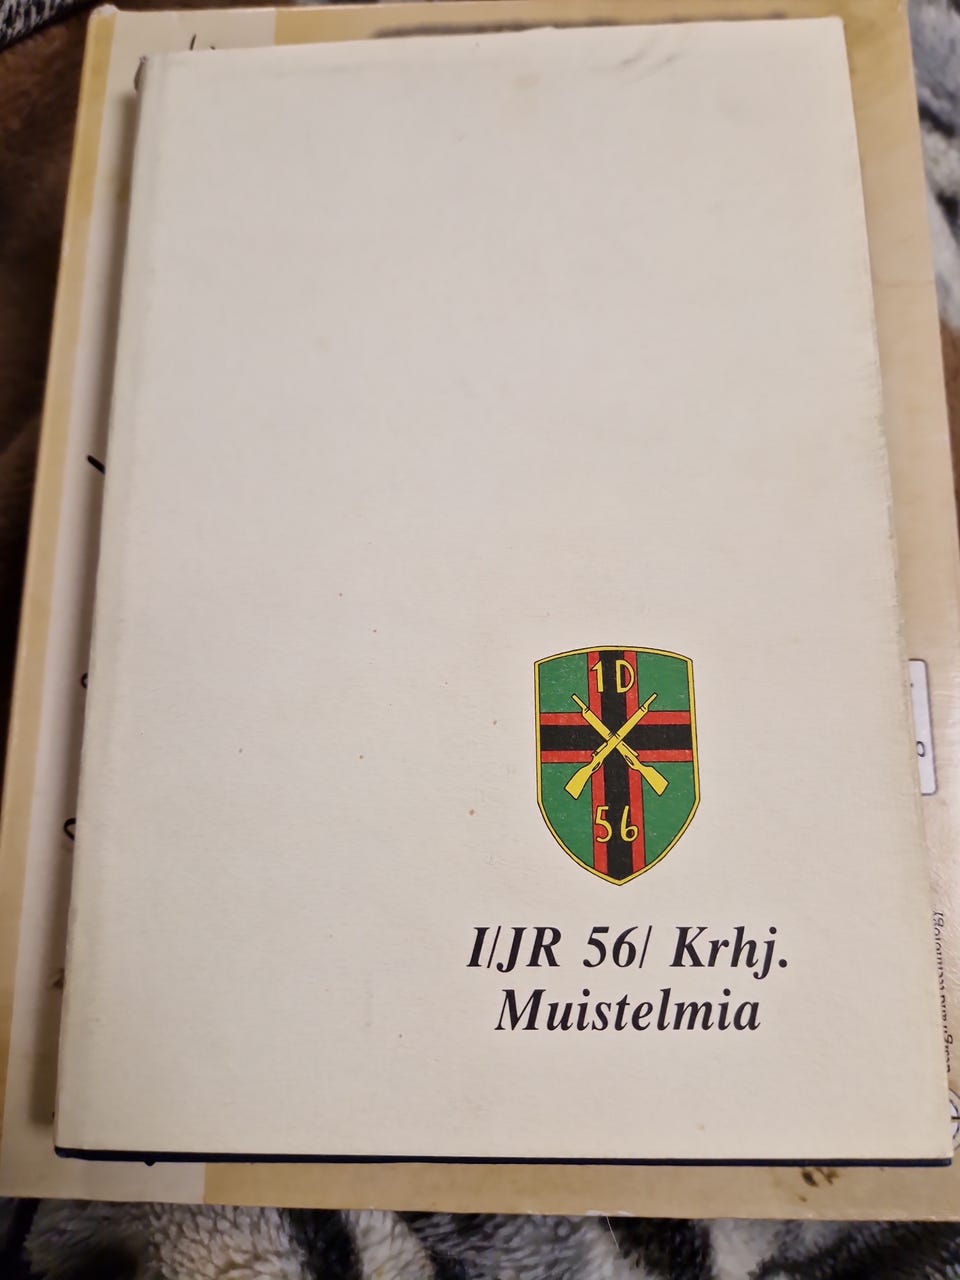 1D
56
I/JR 56/ Krhj.
Muistelmia